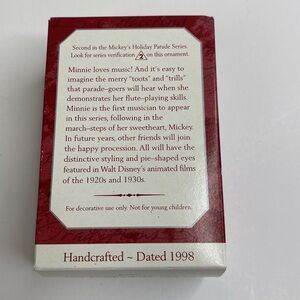 Second in the Mickey's Holiday Parade Series.
Look for series verification 2 on this ornament.
Minnie loves music! And it's easy to
imagine the merry "toots" and "trills"
that parade-goers will hear when she
demonstrates her flute-playing skills.
Minnie is the first musician to appear
in this series, following in the
march-steps of her sweetheart, Mickey.
In future years, other friends will join
the happy procession. All will have the
distinctive styling and pie-shaped eyes
featured in Walt Disney's animated films
of the 1920s and 1930s.
For decorative use only. Not for young children.
Handcrafted ~ Dated 1998